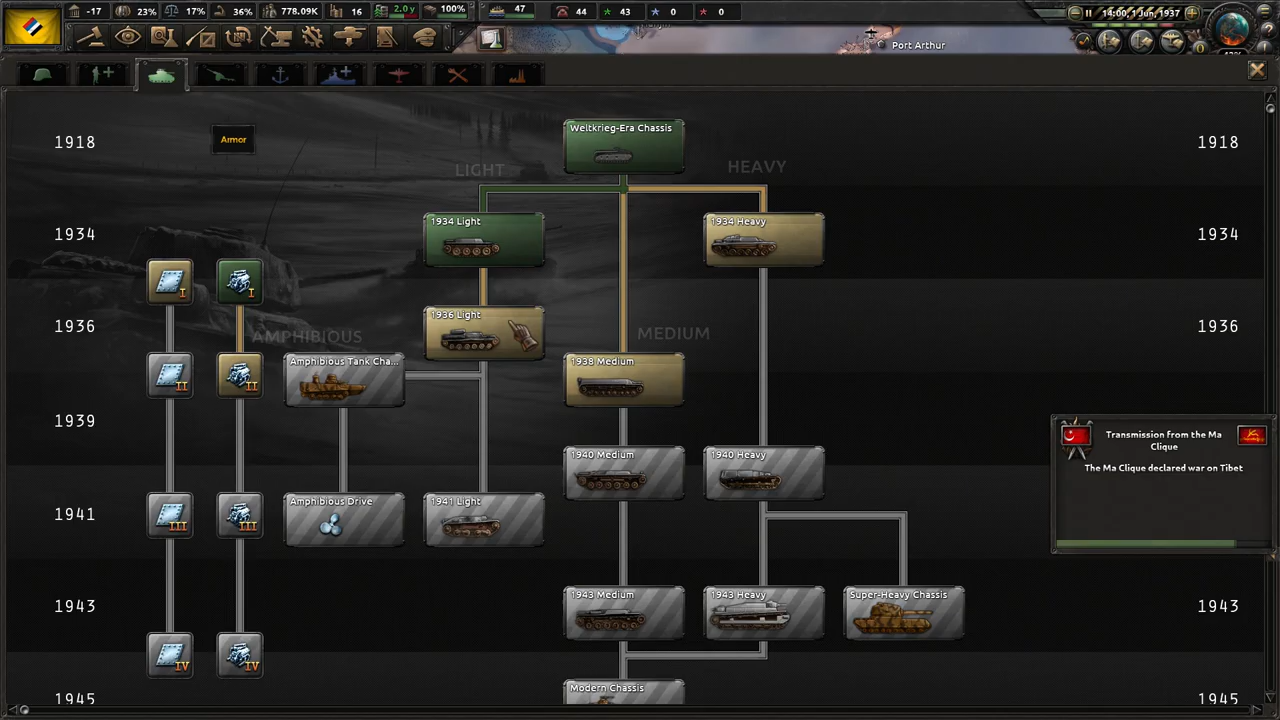 -17 23% 17% 36% 778.09K 16 2.0 y 100% 47 44 43 0 0 14:00, 1 Jun, 1937
Port Arthur
0
1918
Armor
Weltkrieg-Era Chassis
1918
LIGHT
HEAVY
1934
1934 Light
1934 Heavy
1934
I
I
1936
AMPHIBIOUS
1936 Light
MEDIUM
1936
II
II
Amphibious Tank Cha...
1938 Medium
1939
Transmission from the Ma
Clique
The Ma Clique declared war on Tibet
1940 Medium
1940 Heavy
1941
III
III
Amphibious Drive
1941 Light
1943
1943 Medium
1943 Heavy
Super-Heavy Chassis
1943
IV
IV
1945
Modern Chassis
1945